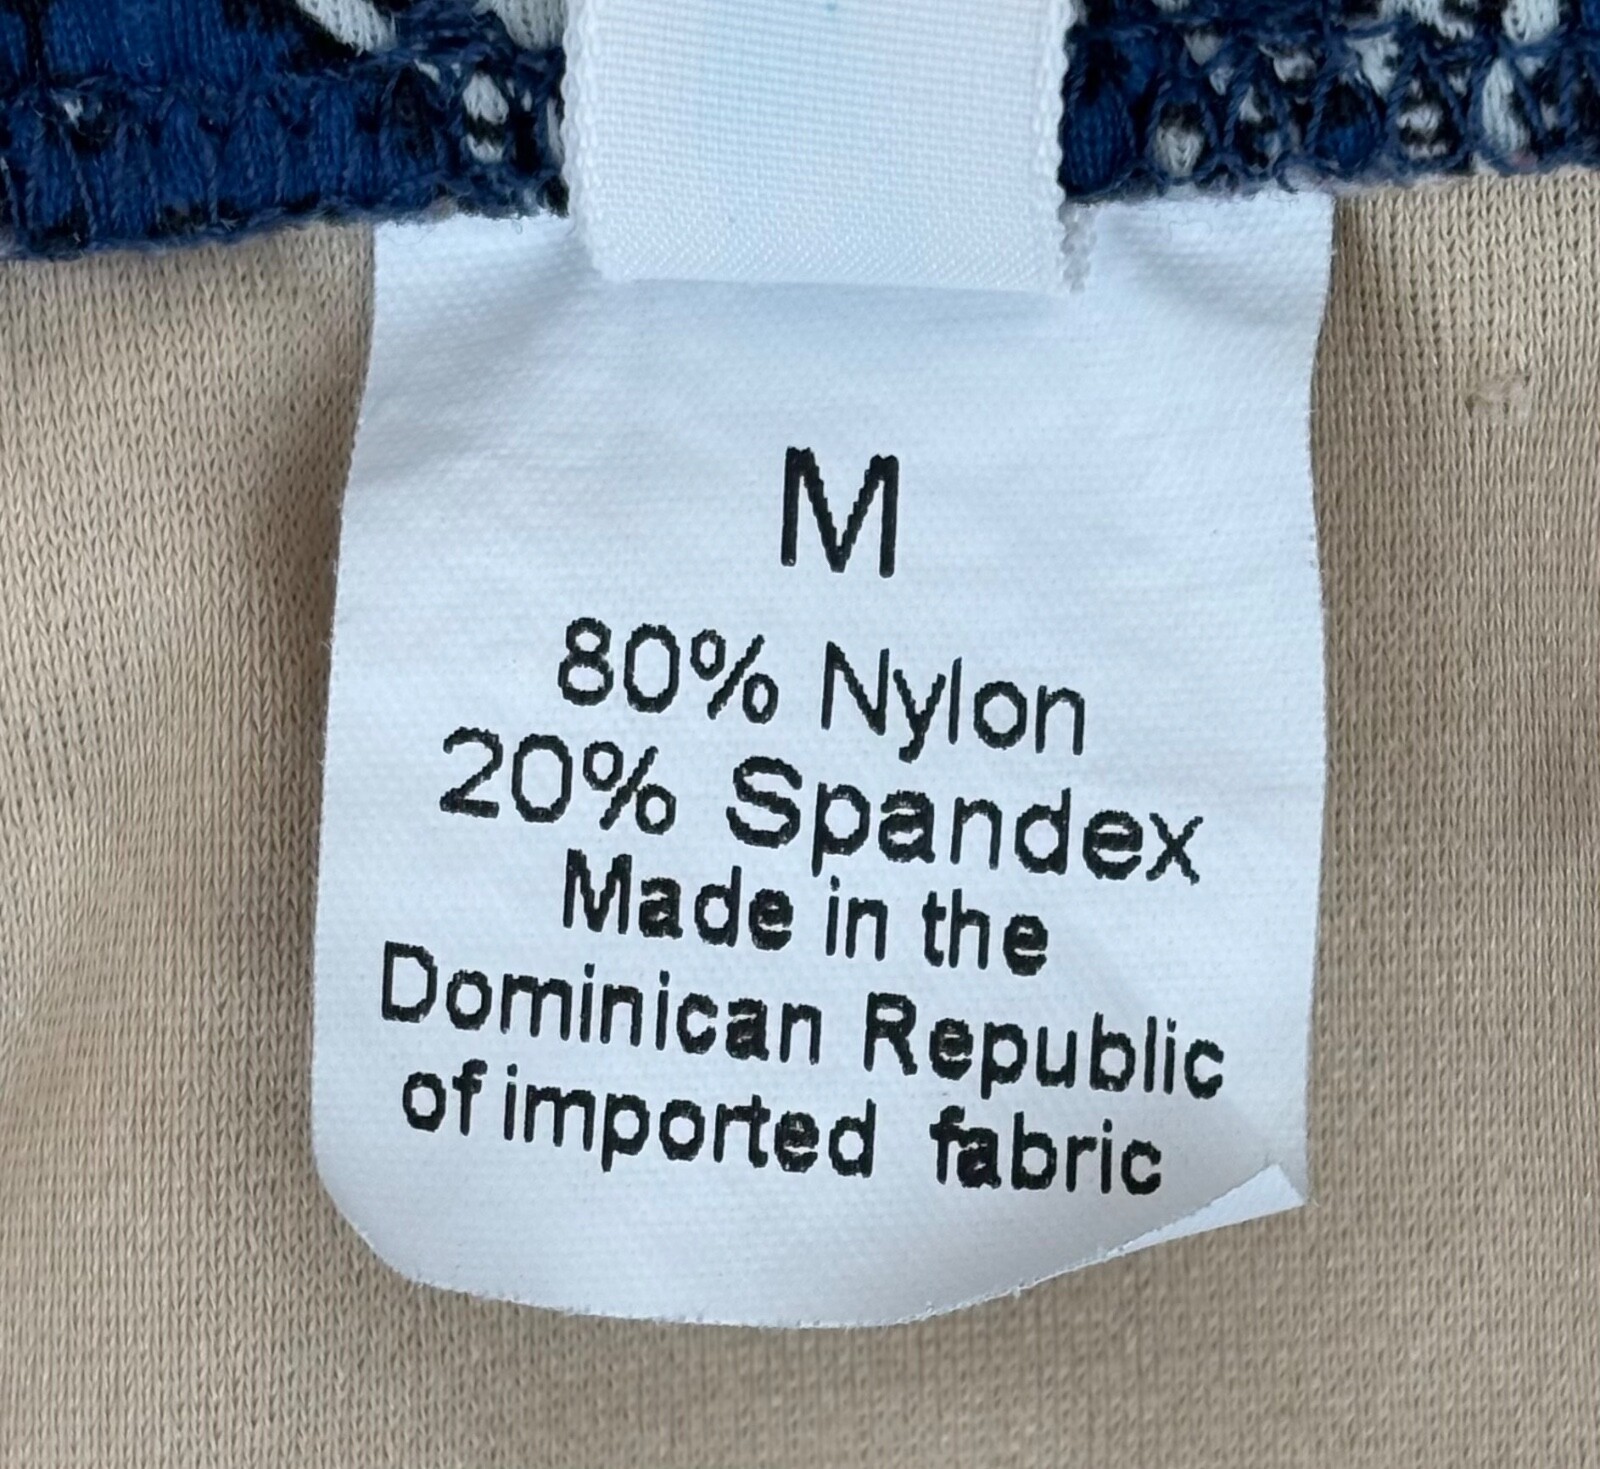 M
80% Nylon
20% Spandex
Made in the
Dominican Republic
of imported fabric